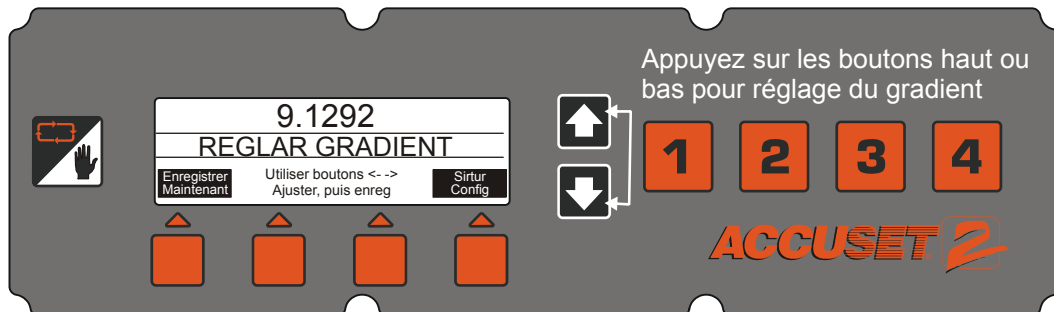 Appuyez sur les boutons haut ou
bas pour réglage du gradient
9.1292
REGLAR GRADIENT
Enregistrer
Maintenant
Utiliser boutons <- ->
Ajuster, puis enreg
Sirtur
Config
1 2 3 4
ACCUSET 2